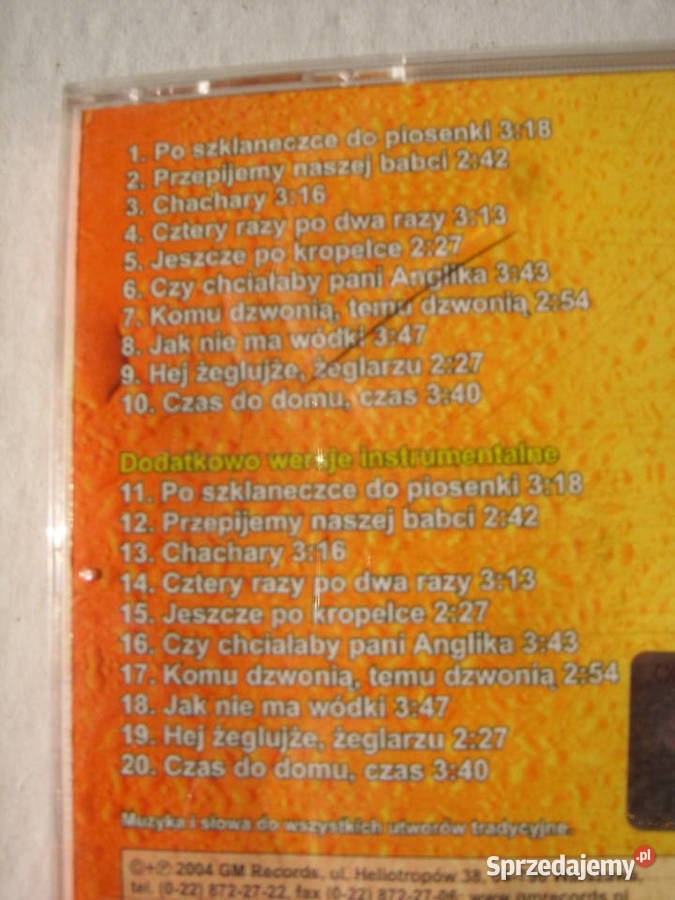 1. Po szklaneczce do piosenki 3:18
2. Przepijemy naszej babci 2:42
3. Chachary 3:16
4. Cztery razy po dwa razy 3:13
5. Jeszcze po kropelce 2:27
6. Czy chciałaby pani Anglika 3:43
7. Komu dzwonią, temu dzwonią 2:54
8. Jak nie ma wódki 3:47
9. Hej żeglujże, żeglarzu 2:27
10. Czas do domu, czas 3:40
Dodatkowo wersje instrumentalne
11. Po szklaneczce do piosenki 3:18
12. Przepijemy naszej babci 2:42
13. Chachary 3:16
14. Cztery razy po dwa razy 3:13
15. Jeszcze po kropelce 2:27
16. Czy chciałaby pani Anglika 3:43
17. Komu dzwonią, temu dzwonią 2:54
18. Jak nie ma wódki 3:47
19. Hej żeglujże, żeglarzu 2:27
20. Czas do domu, czas 3:40
Muzyka i słowa do wszystkich utworów tradycyjne.
©+℗ 2004 GM Records, ul. Heliotropów 38,
tel. (0-22) 872-27-22, fax (0-22) 872-27-06, www.gmrecords.pl
Sprzedajemy.pl